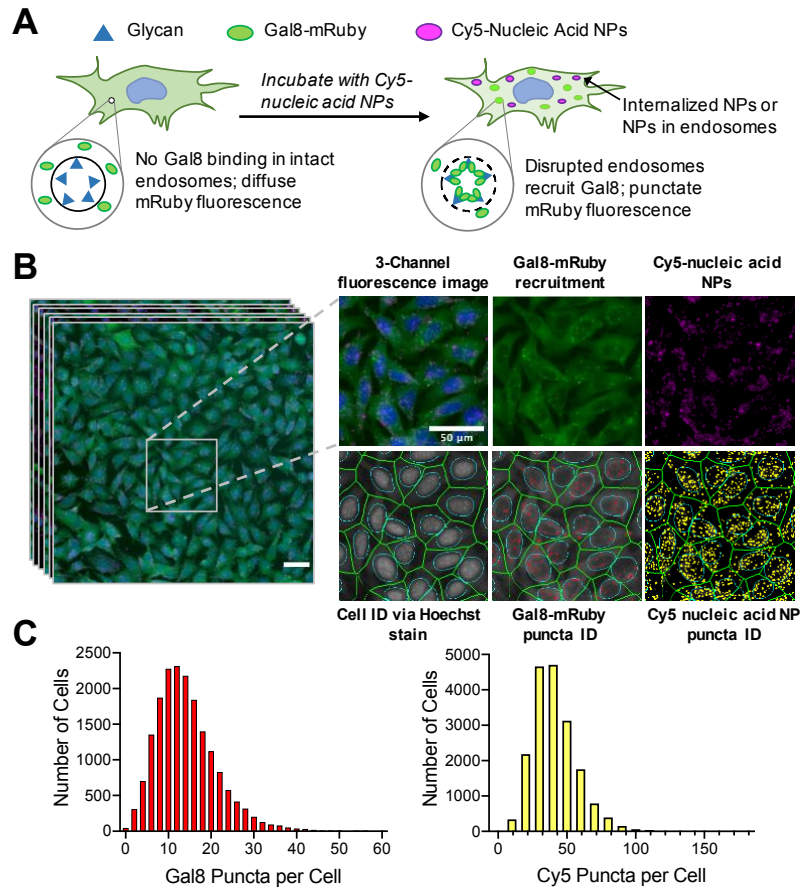 A
Glycan
Gal8-mRuby
Cy5-Nucleic Acid NPs
Incubate with Cy5-
nucleic acid NPs
Internalized NPs or
NPs in endosomes
No Gal8 binding in intact
endosomes; diffuse
mRuby fluorescence
Disrupted endosomes
recruit Gal8; punctate
mRuby fluorescence
B
3-Channel
fluorescence image
Gal8-mRuby
recruitment
Cy5-nucleic acid
NPs
50 μm
Cell ID via Hoechst
stain
Gal8-mRuby
puncta ID
Cy5 nucleic acid NP
puncta ID
C
Number of Cells
2500
2000
1500
1000
500
0
0 10 20 30 40 50 60
Gal8 Puncta per Cell
Number of Cells
5000
4000
3000
2000
1000
0
0 50 100 150
Cy5 Puncta per Cell